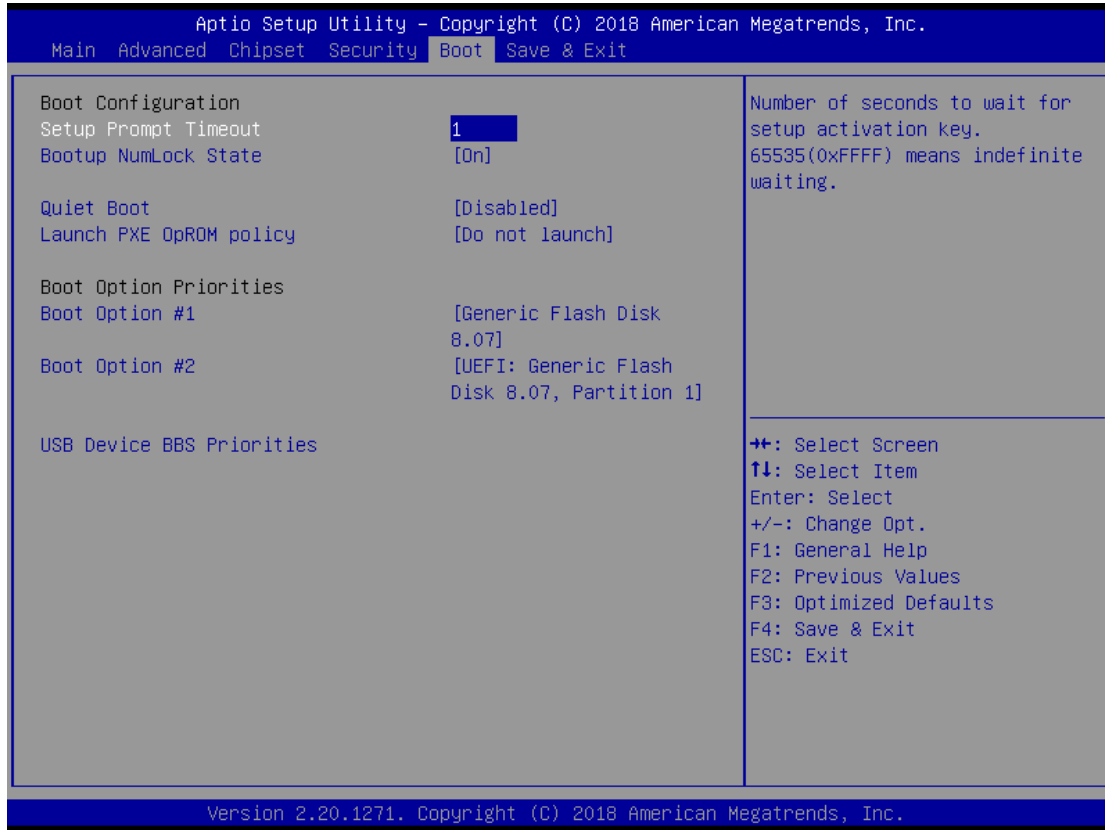 Aptio Setup Utility – Copyright (C) 2018 American Megatrends, Inc.
Main Advanced Chipset Security Boot Save & Exit
Boot Configuration
Setup Prompt Timeout 1
Bootup NumLock State [On]
Quiet Boot [Disabled]
Launch PXE OpROM policy [Do not launch]
Boot Option Priorities
Boot Option #1 [Generic Flash Disk
8.07]
Boot Option #2 [UEFI: Generic Flash
Disk 8.07, Partition 1]
USB Device BBS Priorities
Number of seconds to wait for
setup activation key.
65535(0xFFFF) means indefinite
waiting.
→←: Select Screen
↑↓: Select Item
Enter: Select
+/-: Change Opt.
F1: General Help
F2: Previous Values
F3: Optimized Defaults
F4: Save & Exit
ESC: Exit
Version 2.20.1271. Copyright (C) 2018 American Megatrends, Inc.